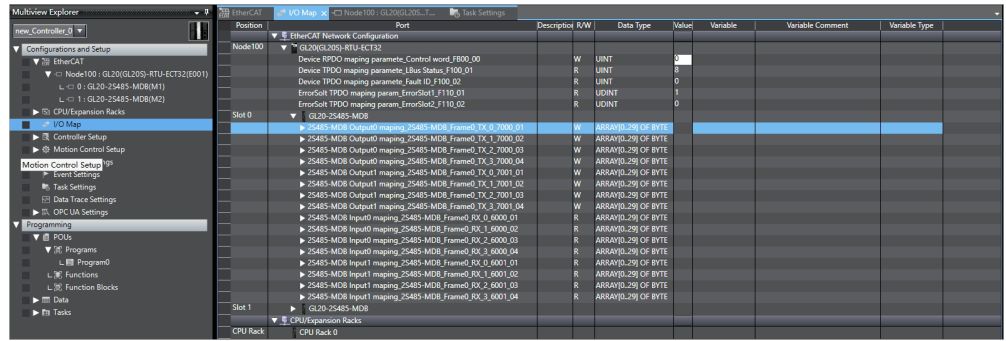 Multiview Explorer
new_Controller_0
Configurations and Setup
EtherCAT
Node100 : GL20(GL20S)-RTU-ECT32(E001)
0 : GL20-2S485-MDB(M1)
1 : GL20-2S485-MDB(M2)
CPU/Expansion Racks
I/O Map
Controller Setup
Motion Control Setup
Motion Control Setup
Event Settings
Task Settings
Data Trace Settings
OPC UA Settings
Programming
POUs
Programs
Program0
Functions
Function Blocks
Data
Tasks
EtherCAT I/O Map x Node100 : GL20(GL20S...T... Task Settings
Position Port Description R/W Data Type Value Variable Variable Comment Variable Type
EtherCAT Network Configuration
Node100 GL20(GL20S)-RTU-ECT32
Device RPDO maping paramete_Control word_FB00_00 W UINT 0
Device TPDO maping paramete_LBus Status_F100_01 R UINT 8
Device TPDO maping paramete_Fault ID_F100_02 R UINT 0
ErrorSolt TPDO maping param_ErrorSlot1_F110_01 R UDINT 1
ErrorSolt TPDO maping param_ErrorSlot2_F110_02 R UDINT 0
Slot 0 GL20-2S485-MDB
2S485-MDB Output0 maping_2S485-MDB_Frame0_TX_0_7000_01 W ARRAY[0..29] OF BYTE
2S485-MDB Output0 maping_2S485-MDB_Frame0_TX_1_7000_02 W ARRAY[0..29] OF BYTE
2S485-MDB Output0 maping_2S485-MDB_Frame0_TX_2_7000_03 W ARRAY[0..29] OF BYTE
2S485-MDB Output0 maping_2S485-MDB_Frame0_TX_3_7000_04 W ARRAY[0..29] OF BYTE
2S485-MDB Output1 maping_2S485-MDB_Frame0_TX_0_7001_01 W ARRAY[0..29] OF BYTE
2S485-MDB Output1 maping_2S485-MDB_Frame0_TX_1_7001_02 W ARRAY[0..29] OF BYTE
2S485-MDB Output1 maping_2S485-MDB_Frame0_TX_2_7001_03 W ARRAY[0..29] OF BYTE
2S485-MDB Output1 maping_2S485-MDB_Frame0_TX_3_7001_04 W ARRAY[0..29] OF BYTE
2S485-MDB Input0 maping_2S485-MDB_Frame0_RX_0_6000_01 R ARRAY[0..29] OF BYTE
2S485-MDB Input0 maping_2S485-MDB_Frame0_RX_1_6000_02 R ARRAY[0..29] OF BYTE
2S485-MDB Input0 maping_2S485-MDB_Frame0_RX_2_6000_03 R ARRAY[0..29] OF BYTE
2S485-MDB Input0 maping_2S485-MDB_Frame0_RX_3_6000_04 R ARRAY[0..29] OF BYTE
2S485-MDB Input1 maping_2S485-MDB_Frame0_RX_0_6001_01 R ARRAY[0..29] OF BYTE
2S485-MDB Input1 maping_2S485-MDB_Frame0_RX_1_6001_02 R ARRAY[0..29] OF BYTE
2S485-MDB Input1 maping_2S485-MDB_Frame0_RX_2_6001_03 R ARRAY[0..29] OF BYTE
2S485-MDB Input1 maping_2S485-MDB_Frame0_RX_3_6001_04 R ARRAY[0..29] OF BYTE
Slot 1 GL20-2S485-MDB
CPU/Expansion Racks
CPU Rack CPU Rack 0